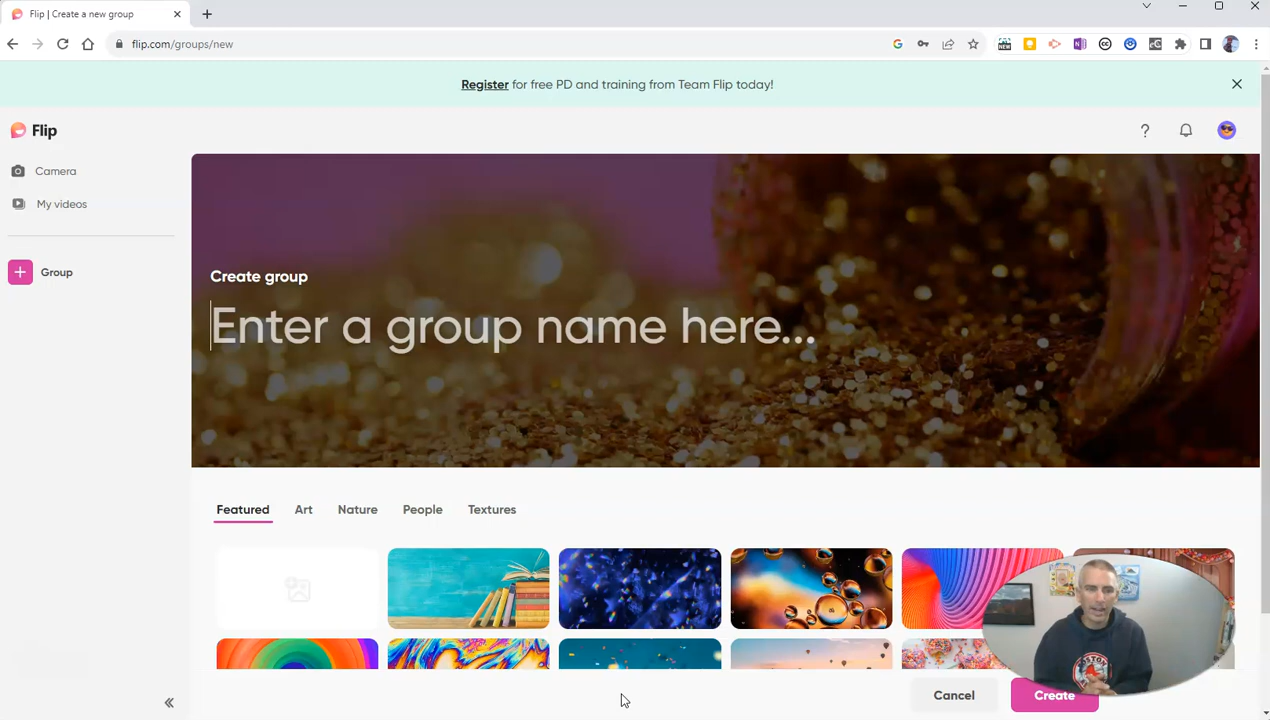 Flip | Create a new group
flip.com/groups/new
Register for free PD and training from Team Flip today!
Flip
Camera
My videos
Group
Create group
Enter a group name here...
Featured
Art
Nature
People
Textures
Cancel
Create